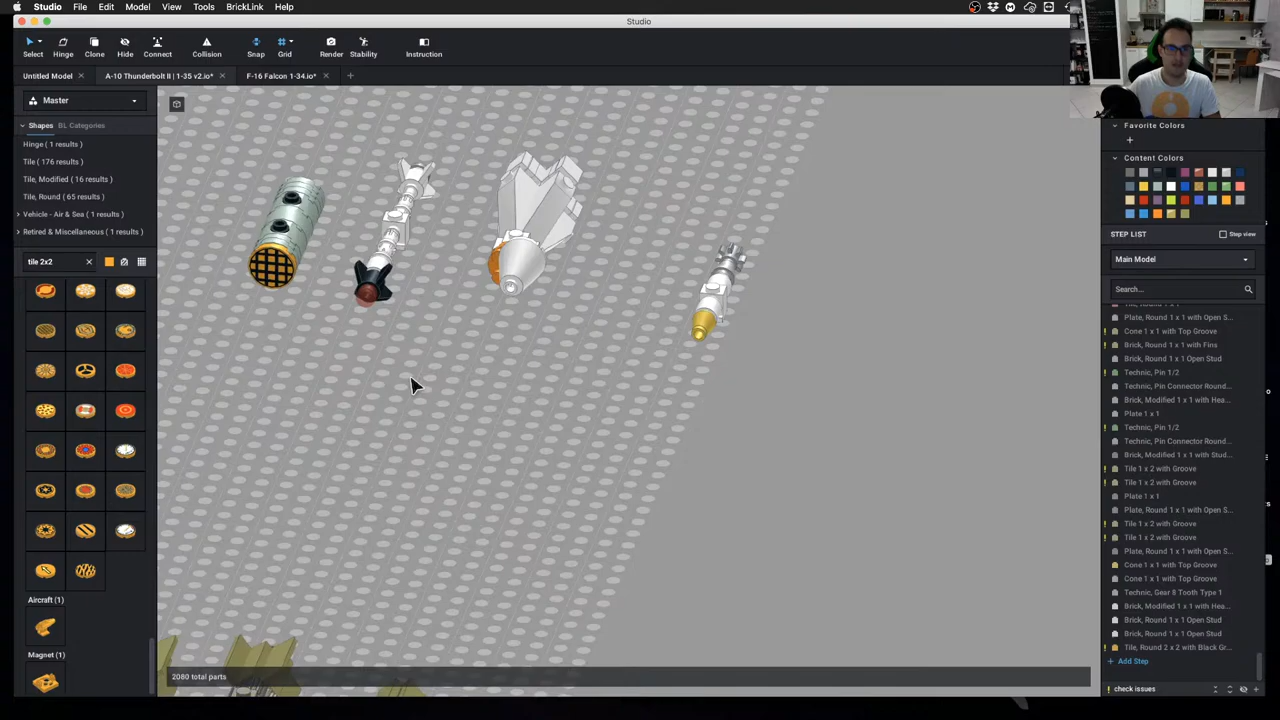 Studio File Edit Model View Tools BrickLink Help
Studio
Select Hinge Clone Hide Connect Collision Snap Grid Render Stability Instruction
Untitled Model A-10 Thunderbolt II | 1-35 v2.io* F-16 Falcon 1-34.io* +
Master
Shapes BL Categories
Hinge ( 1 results )
Tile ( 176 results )
Tile, Modified ( 16 results )
Tile, Round ( 65 results )
Vehicle - Air & Sea ( 1 results )
Retired & Miscellaneous ( 1 results )
tile 2x2
Aircraft (1)
Magnet (1)
2080 total parts
Favorite Colors
+
Content Colors
STEP LIST
Step view
Main Model
Search...
Plate, Round 1 x 1 with Open S...
Cone 1 x 1 with Top Groove
Brick, Round 1 x 1 with Fins
Brick, Round 1 x 1 Open Stud
Technic, Pin 1/2
Technic, Pin Connector Round...
Brick, Modified 1 x 1 with Hea...
Plate 1 x 1
Technic, Pin 1/2
Technic, Pin Connector Round...
Brick, Modified 1 x 1 with Stud...
Tile 1 x 2 with Groove
Tile 1 x 2 with Groove
Plate 1 x 1
Plate, Round 1 x 1 with Open S...
Tile 1 x 2 with Groove
Tile 1 x 2 with Groove
Plate, Round 1 x 1 with Open S...
Cone 1 x 1 with Top Groove
Cone 1 x 1 with Top Groove
Technic, Gear 8 Tooth Type 1
Brick, Modified 1 x 1 with Hea...
Brick, Round 1 x 1 Open Stud
Brick, Round 1 x 1 Open Stud
Tile, Round 2 x 2 with Black Gr...
+ Add Step
! check issues